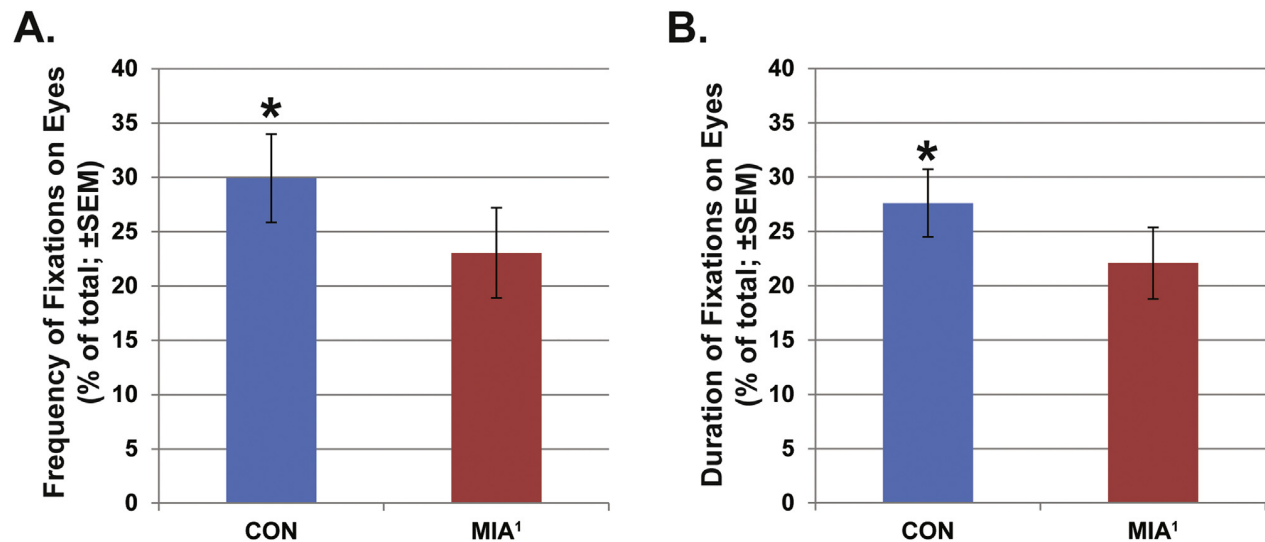 A.
Frequency of Fixations on Eyes
(% of total; ±SEM)
40
35
30
25
20
15
10
5
0
*
CON
MIA¹
B.
Duration of Fixations on Eyes
(% of total; ±SEM)
40
35
30
25
20
15
10
5
0
*
CON
MIA¹